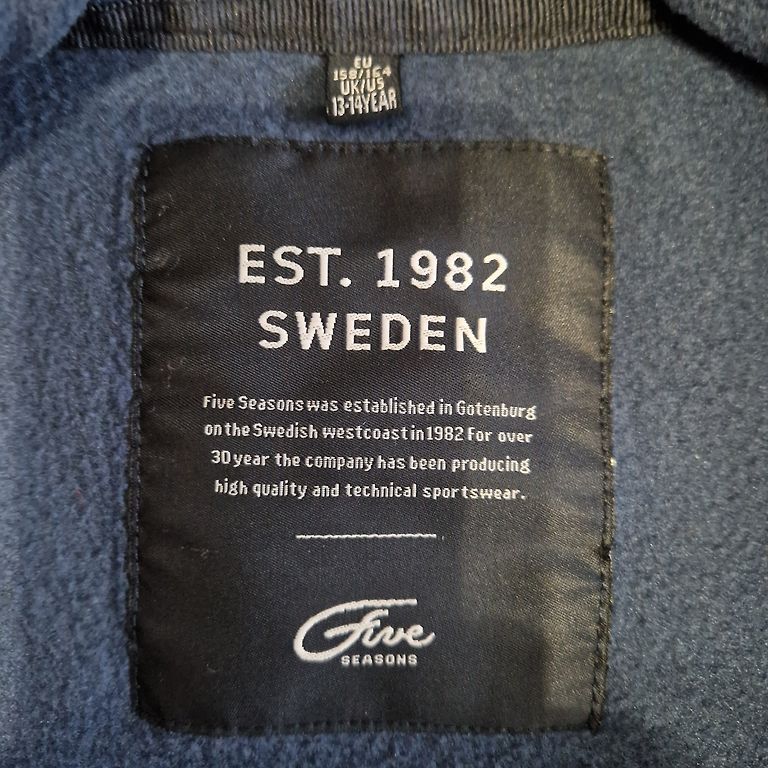 EU
158/164
UK/US
13-14YEAR
EST. 1982
SWEDEN
Five Seasons was established in Gotenburg
on the Swedish westcoast in 1982 For over
30 year the company has been producing
high quality and technical sportswear.
Five
SEASONS